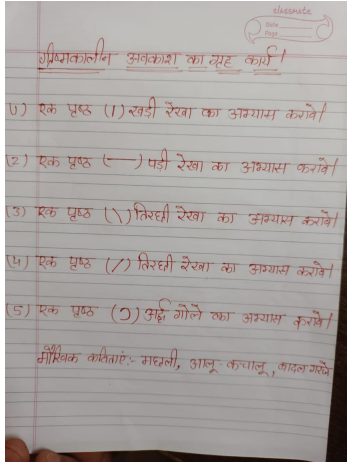 classmate
Date
Page
ग्रीष्मकालीन अवकाश का गृह कार्य।
(1) एक पृष्ठ (।) खड़ी रेखा का अभ्यास करावे।
(2) एक पृष्ठ (—) पड़ी रेखा का अभ्यास करावे।
(3) एक पृष्ठ (\) तिरछी रेखा का अभ्यास करावे।
(4) एक पृष्ठ (/) तिरछी रेखा का अभ्यास करावे।
(5) एक पृष्ठ (Ɔ) अर्द्ध गोले का अभ्यास करावे।
मौखिक कविताएं:- मछली, आलू-कचालू, बादल गरजे